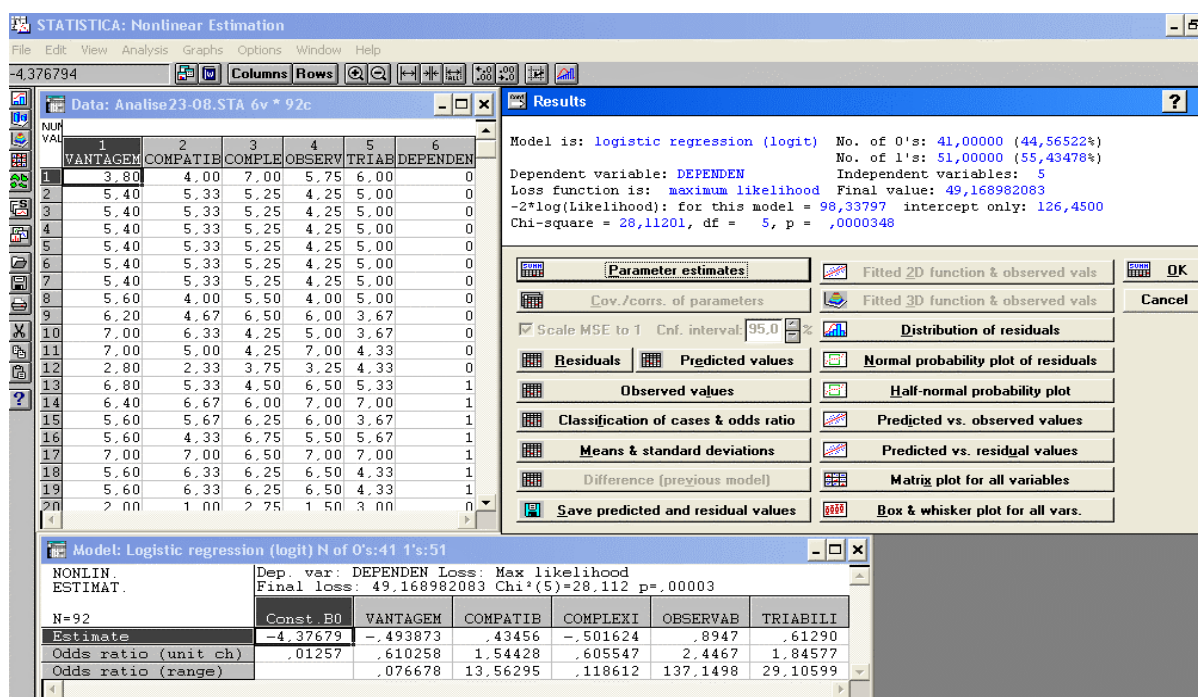 STATISTICA: Nonlinear Estimation
File Edit View Analysis Graphs Options Window Help
-4,376794 Columns Rows
Data: Analise23-08.STA 6v * 92c
NUM
VAL
1 2 3 4 5 6
VANTAGEM COMPATIB COMPLE OBSERV TRIAB DEPENDEN
1 3,80 4,00 7,00 5,75 6,00 0
2 5,40 5,33 5,25 4,25 5,00 0
3 5,40 5,33 5,25 4,25 5,00 0
4 5,40 5,33 5,25 4,25 5,00 0
5 5,40 5,33 5,25 4,25 5,00 0
6 5,40 5,33 5,25 4,25 5,00 0
7 5,40 5,33 5,25 4,25 5,00 0
8 5,60 4,00 5,50 4,00 5,00 0
9 6,20 4,67 6,50 6,00 3,67 0
10 7,00 6,33 4,25 5,00 3,67 0
11 7,00 5,00 4,25 7,00 4,33 0
12 2,80 2,33 3,75 3,25 4,33 0
13 6,80 5,33 4,50 6,50 5,33 1
14 6,40 6,67 6,00 7,00 7,00 1
15 5,60 5,67 6,25 6,00 3,67 1
16 5,60 4,33 6,75 5,50 5,67 1
17 7,00 7,00 6,50 7,00 7,00 1
18 5,60 6,33 6,25 6,50 4,33 1
19 5,60 6,33 6,25 6,50 4,33 1
20 2,00 1,00 2,75 1,50 3,00 0
Results
?
Model is: logistic regression (logit) No. of 0's: 41,00000 (44,56522%)
No. of 1's: 51,00000 (55,43478%)
Dependent variable: DEPENDEN Independent variables: 5
Loss function is: maximum likelihood Final value: 49,168982083
-2*log(Likelihood): for this model = 98,33797 intercept only: 126,4500
Chi-square = 28,11201, df = 5, p = ,0000348
Parameter estimates Fitted 2D function & observed vals OK
Cov./corrs. of parameters Fitted 3D function & observed vals Cancel
Scale MSE to 1 Cnf. interval: 95,0 % Distribution of residuals
Residuals Predicted values Normal probability plot of residuals
Observed values Half-normal probability plot
Classification of cases & odds ratio Predicted vs. observed values
Means & standard deviations Predicted vs. residual values
Difference (previous model) Matrix plot for all variables
Save predicted and residual values Box & whisker plot for all vars.
Model: Logistic regression (logit) N of 0's:41 1's:51
NONLIN. Dep. var: DEPENDEN Loss: Max likelihood
ESTIMAT. Final loss: 49,168982083 Chi²(5)=28,112 p=,00003
N=92 Const.B0 VANTAGEM COMPATIB COMPLEXI OBSERVAB TRIABILI
Estimate -4,37679 -,493873 ,43456 -,501624 ,8947 ,61290
Odds ratio (unit ch) ,01257 ,610258 1,54428 ,605547 2,4467 1,84577
Odds ratio (range) ,076678 13,56295 ,118612 137,1498 29,10599